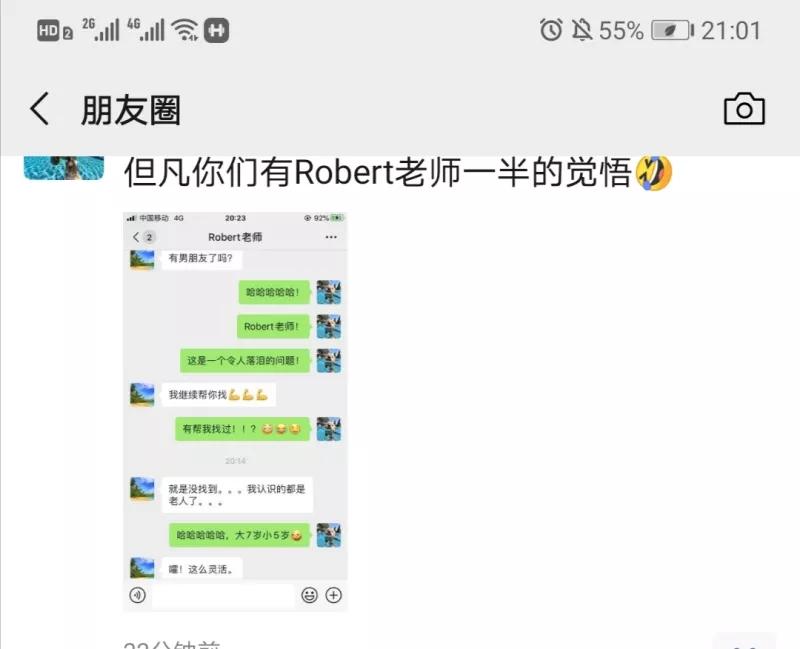 HD 2 2G 4G 55% 21:01
朋友圈
但凡你们有Robert老师一半的觉悟🤣
中国移动 4G 20:23 92%
2 Robert老师
有男朋友了吗?
哈哈哈哈哈!
Robert老师!
这是一个令人落泪的问题!
我继续帮你找💪💪💪
有帮我找过!!?
20:14
就是没找到。。。我认识的都是
老人了。。。
哈哈哈哈哈,大7岁小5岁
嚯!这么灵活。